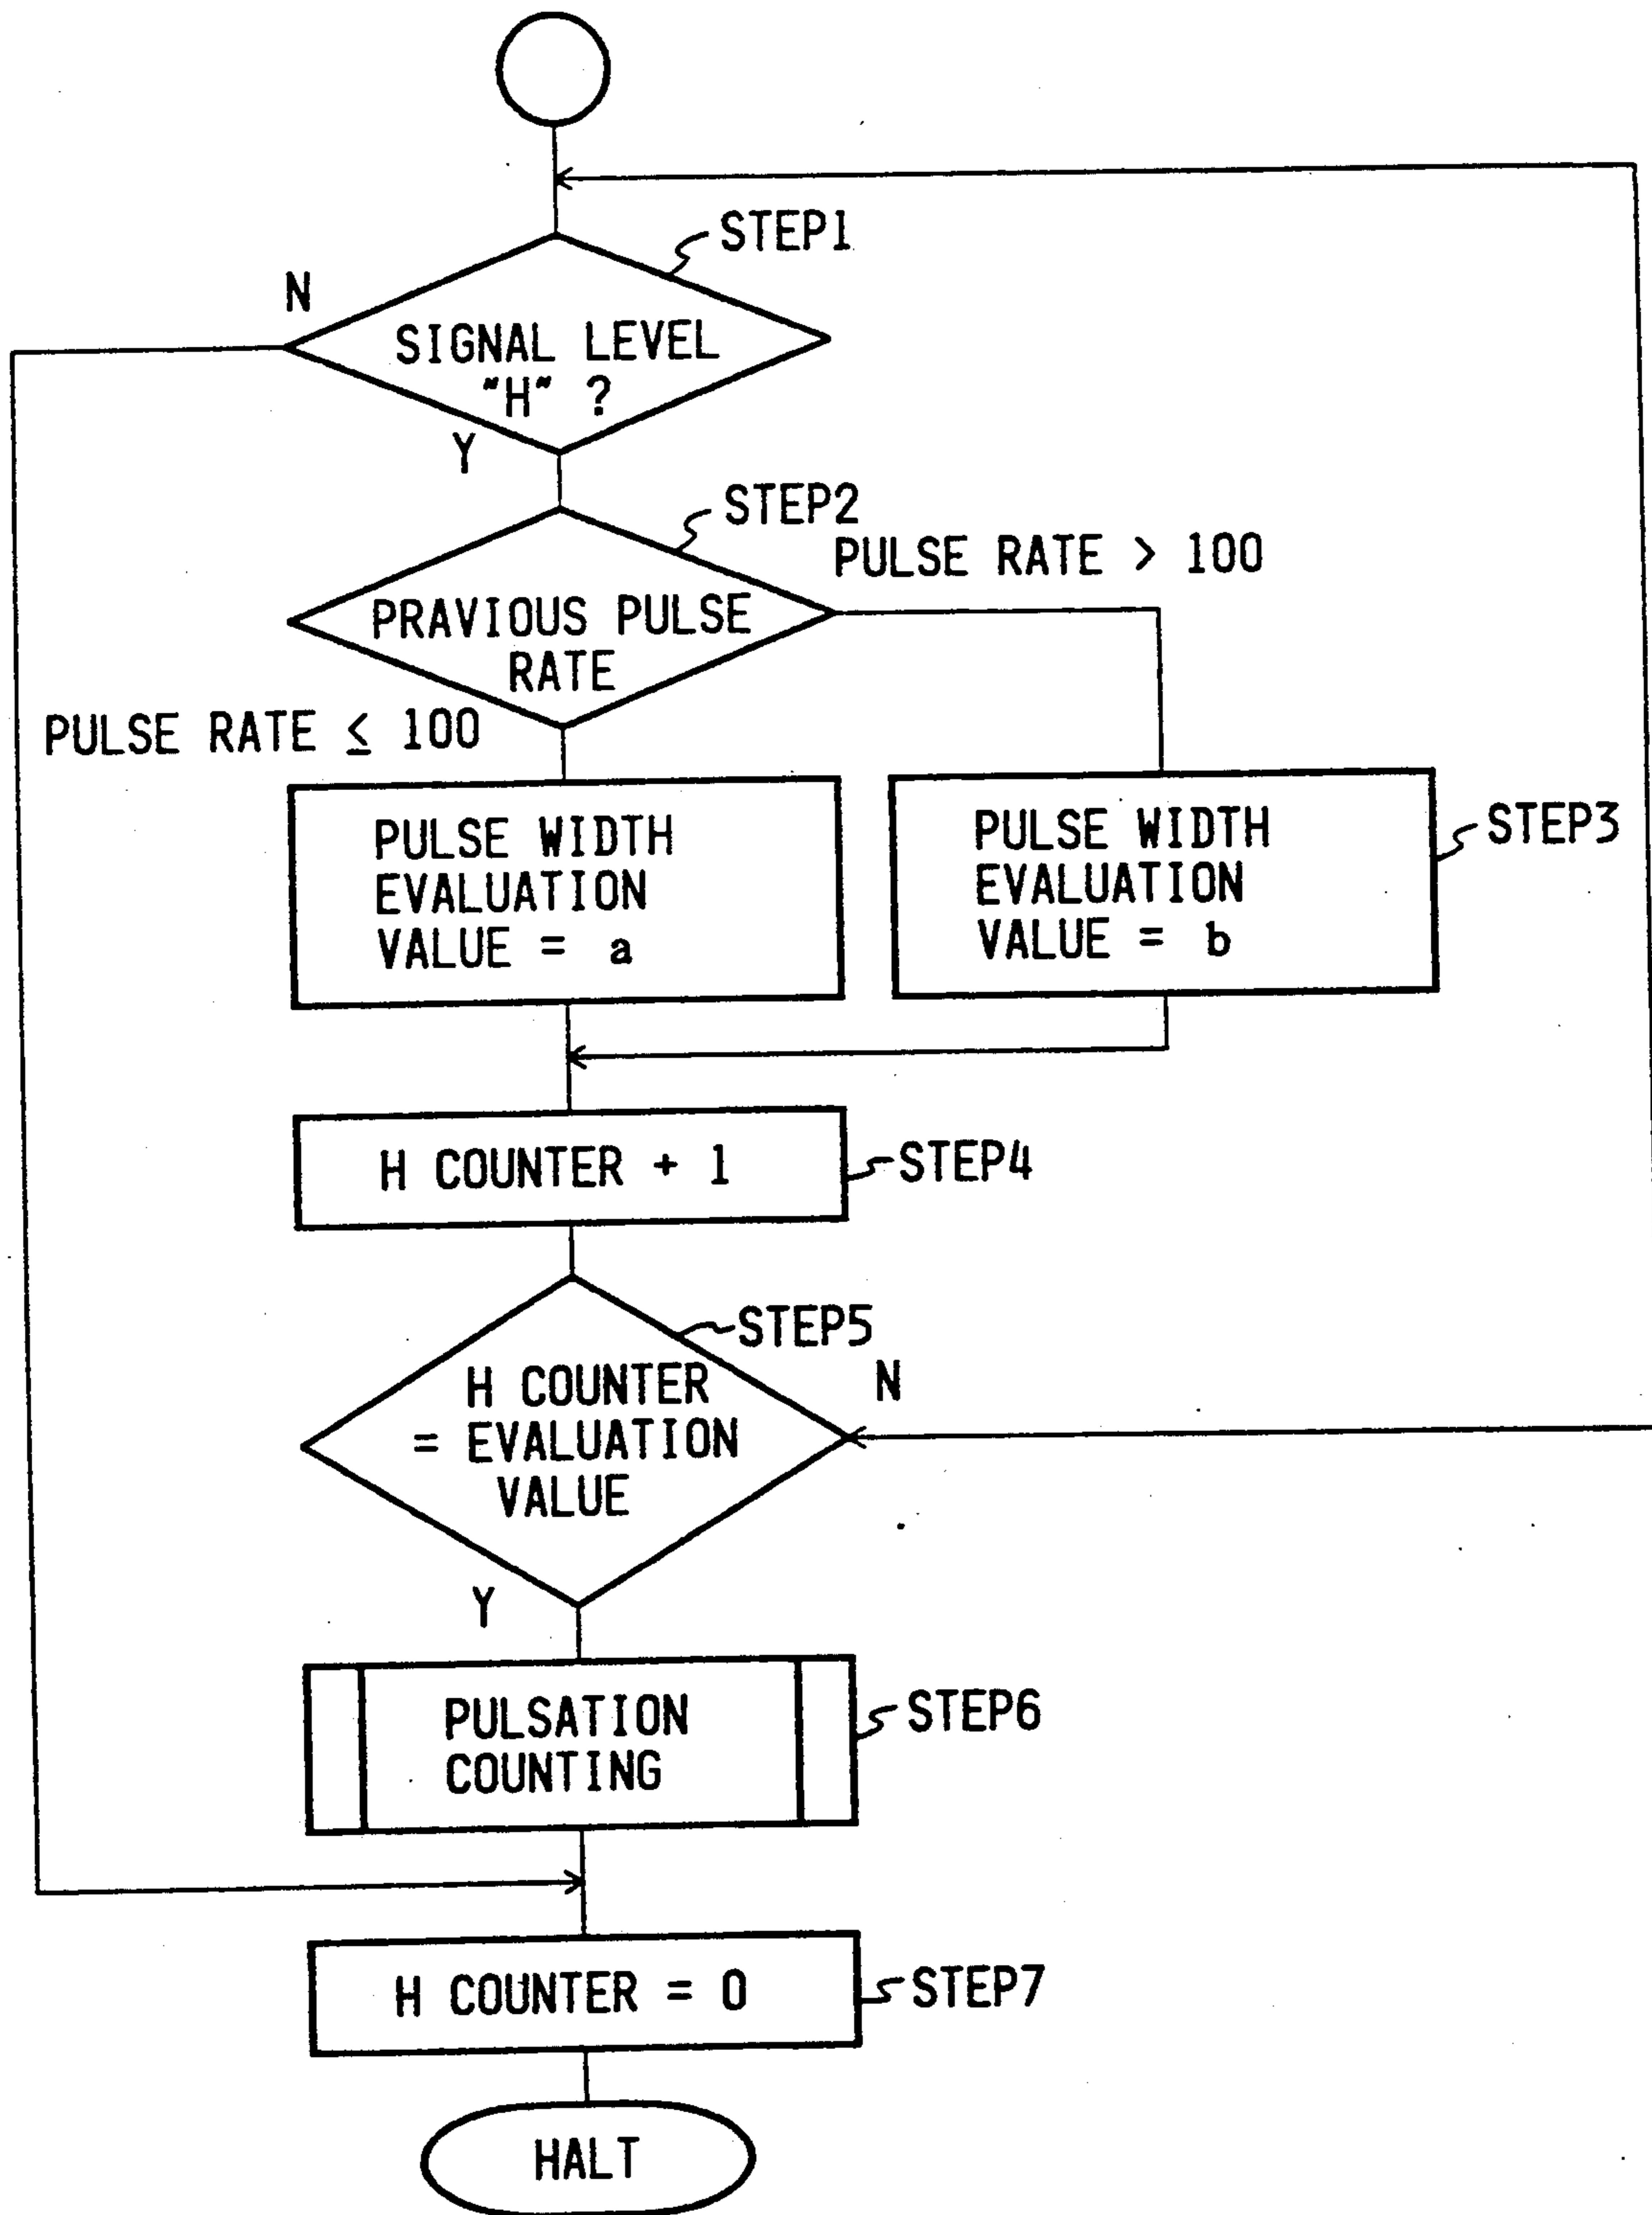 STEP1
N
SIGNAL LEVEL
"H" ?
Y
STEP2
PULSE RATE > 100
PRAVIOUS PULSE
RATE
PULSE RATE ≤ 100
PULSE WIDTH
EVALUATION
VALUE = a
PULSE WIDTH
EVALUATION
VALUE = b
STEP3
H COUNTER + 1
STEP4
STEP5
N
H COUNTER
= EVALUATION
VALUE
Y
PULSATION
COUNTING
STEP6
H COUNTER = 0
STEP7
HALT